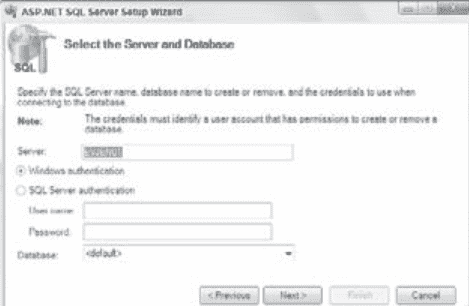 ASP.NET SQL Server Setup Wizard
Select the Server and Database
SQL
Specify the SQL Server name, database name to create or remove, and the credentials to use when
connecting to the database.
Note: The credentials must identify a user account that has permissions to create or remove a
database.
Server:
Windows authentication
SQL Server authentication
User name:
Password:
Database: <default>
< Previous Next > Finish Cancel